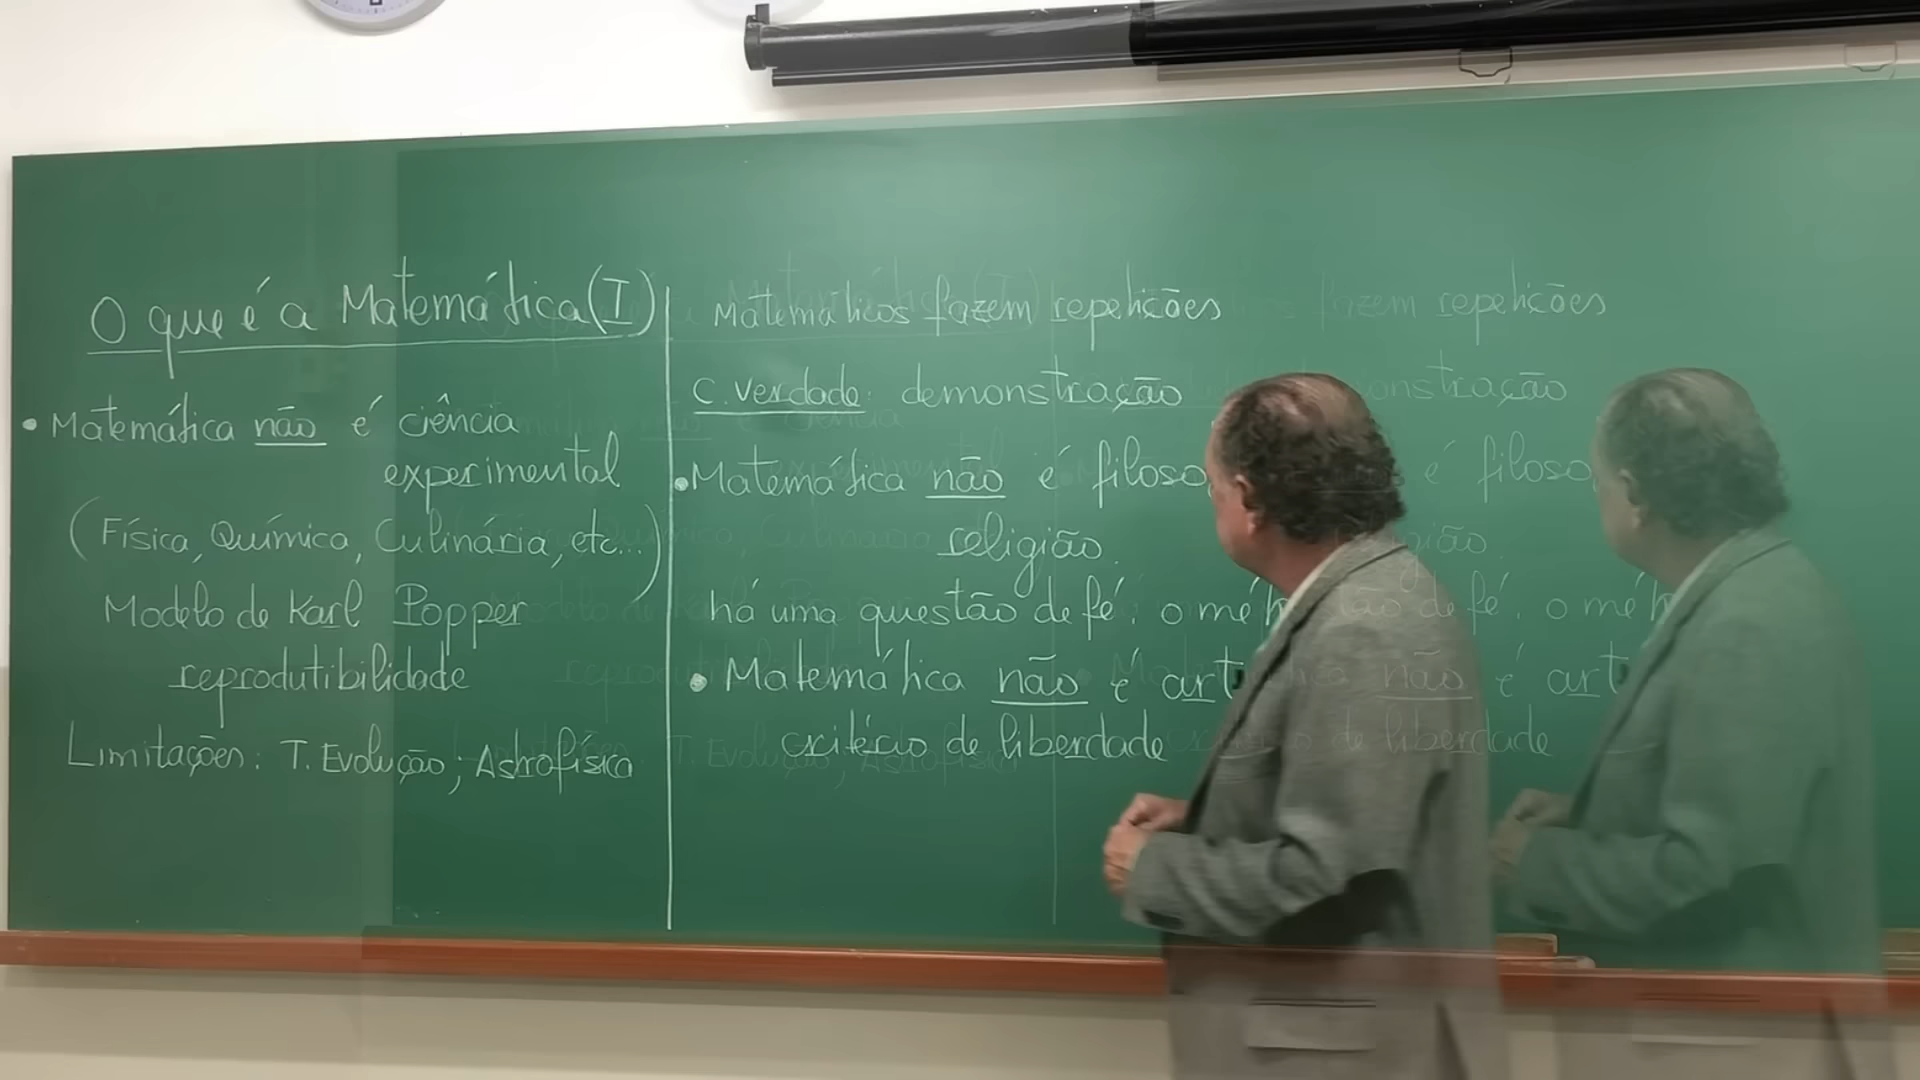 O que é a Matemática (I)
• Matemática não é ciência
experimental
(Física, Química, Culinária, etc...)
Modelo de Karl Popper
reprodutibilidade
Limitações: T. Evolução; Astrofísica
Matemáticos fazem repetições
C. verdade: demonstração
• Matemática não é filoso
religião.
há uma questão de fé: o mé
• Matemática não é art
critério de liberdade